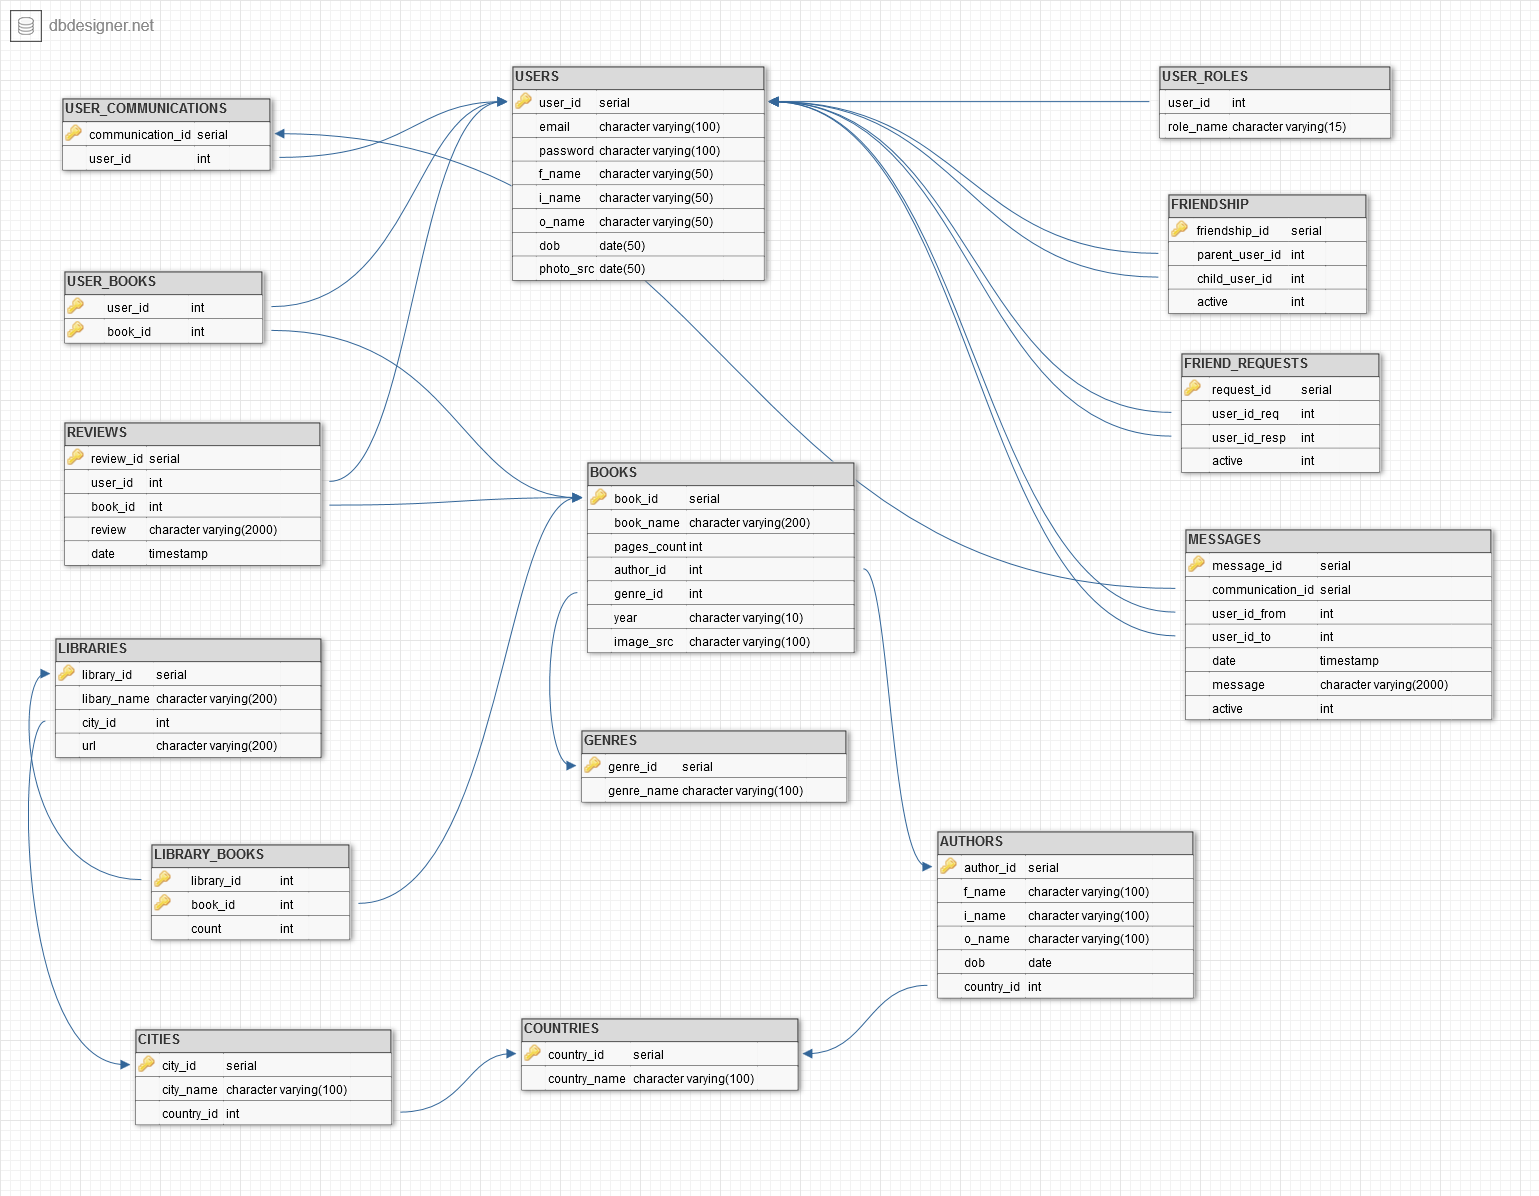 dbdesigner.net
USER_COMMUNICATIONS
communication_id serial
user_id int
USERS
user_id serial
email character varying(100)
password character varying(100)
f_name character varying(50)
i_name character varying(50)
o_name character varying(50)
dob date(50)
photo_src date(50)
USER_ROLES
user_id int
role_name character varying(15)
FRIENDSHIP
friendship_id serial
parent_user_id int
child_user_id int
active int
USER_BOOKS
user_id int
book_id int
FRIEND_REQUESTS
request_id serial
user_id_req int
user_id_resp int
active int
REVIEWS
review_id serial
user_id int
book_id int
review character varying(2000)
date timestamp
BOOKS
book_id serial
book_name character varying(200)
pages_count int
author_id int
genre_id int
year character varying(10)
image_src character varying(100)
MESSAGES
message_id serial
communication_id serial
user_id_from int
user_id_to int
date timestamp
message character varying(2000)
active int
LIBRARIES
library_id serial
libary_name character varying(200)
city_id int
url character varying(200)
GENRES
genre_id serial
genre_name character varying(100)
LIBRARY_BOOKS
library_id int
book_id int
count int
AUTHORS
author_id serial
f_name character varying(100)
i_name character varying(100)
o_name character varying(100)
dob date
country_id int
CITIES
city_id serial
city_name character varying(100)
country_id int
COUNTRIES
country_id serial
country_name character varying(100)